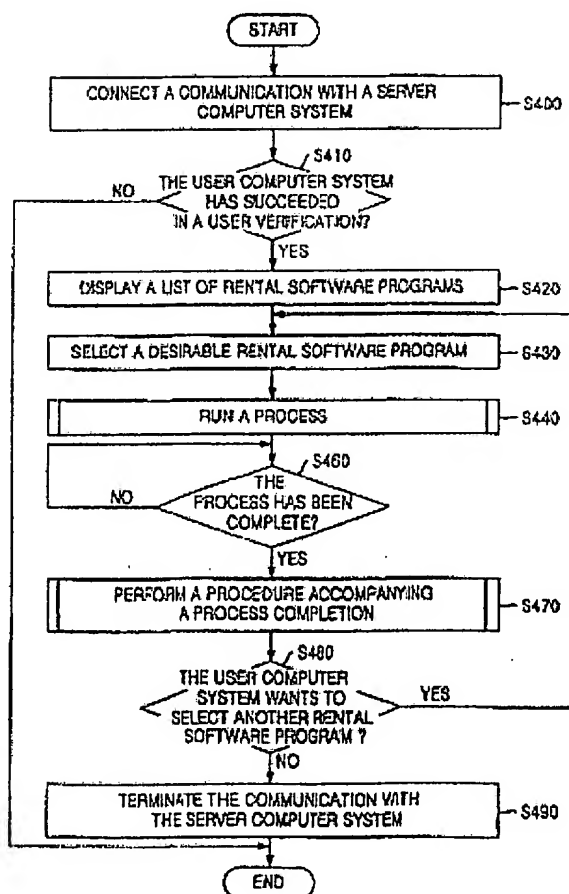 START
CONNECT A COMMUNICATION WITH A SERVER
COMPUTER SYSTEM
S400
S410
THE USER COMPUTER SYSTEM
HAS SUCCEEDED
IN A USER VERIFICATION?
NO
YES
DISPLAY A LIST OF RENTAL SOFTWARE PROGRAMS
S420
SELECT A DESIRABLE RENTAL SOFTWARE PROGRAM
S430
RUN A PROCESS
S440
S460
THE
PROCESS HAS BEEN
COMPLETE?
NO
YES
PERFORM A PROCEDURE ACCOMPANYING
A PROCESS COMPLETION
S470
S480
THE USER COMPUTER
SYSTEM WANTS TO
SELECT ANOTHER RENTAL
SOFTWARE PROGRAM ?
YES
NO
TERMINATE THE COMMUNICATION WITH
THE SERVER COMPUTER SYSTEM
S490
END